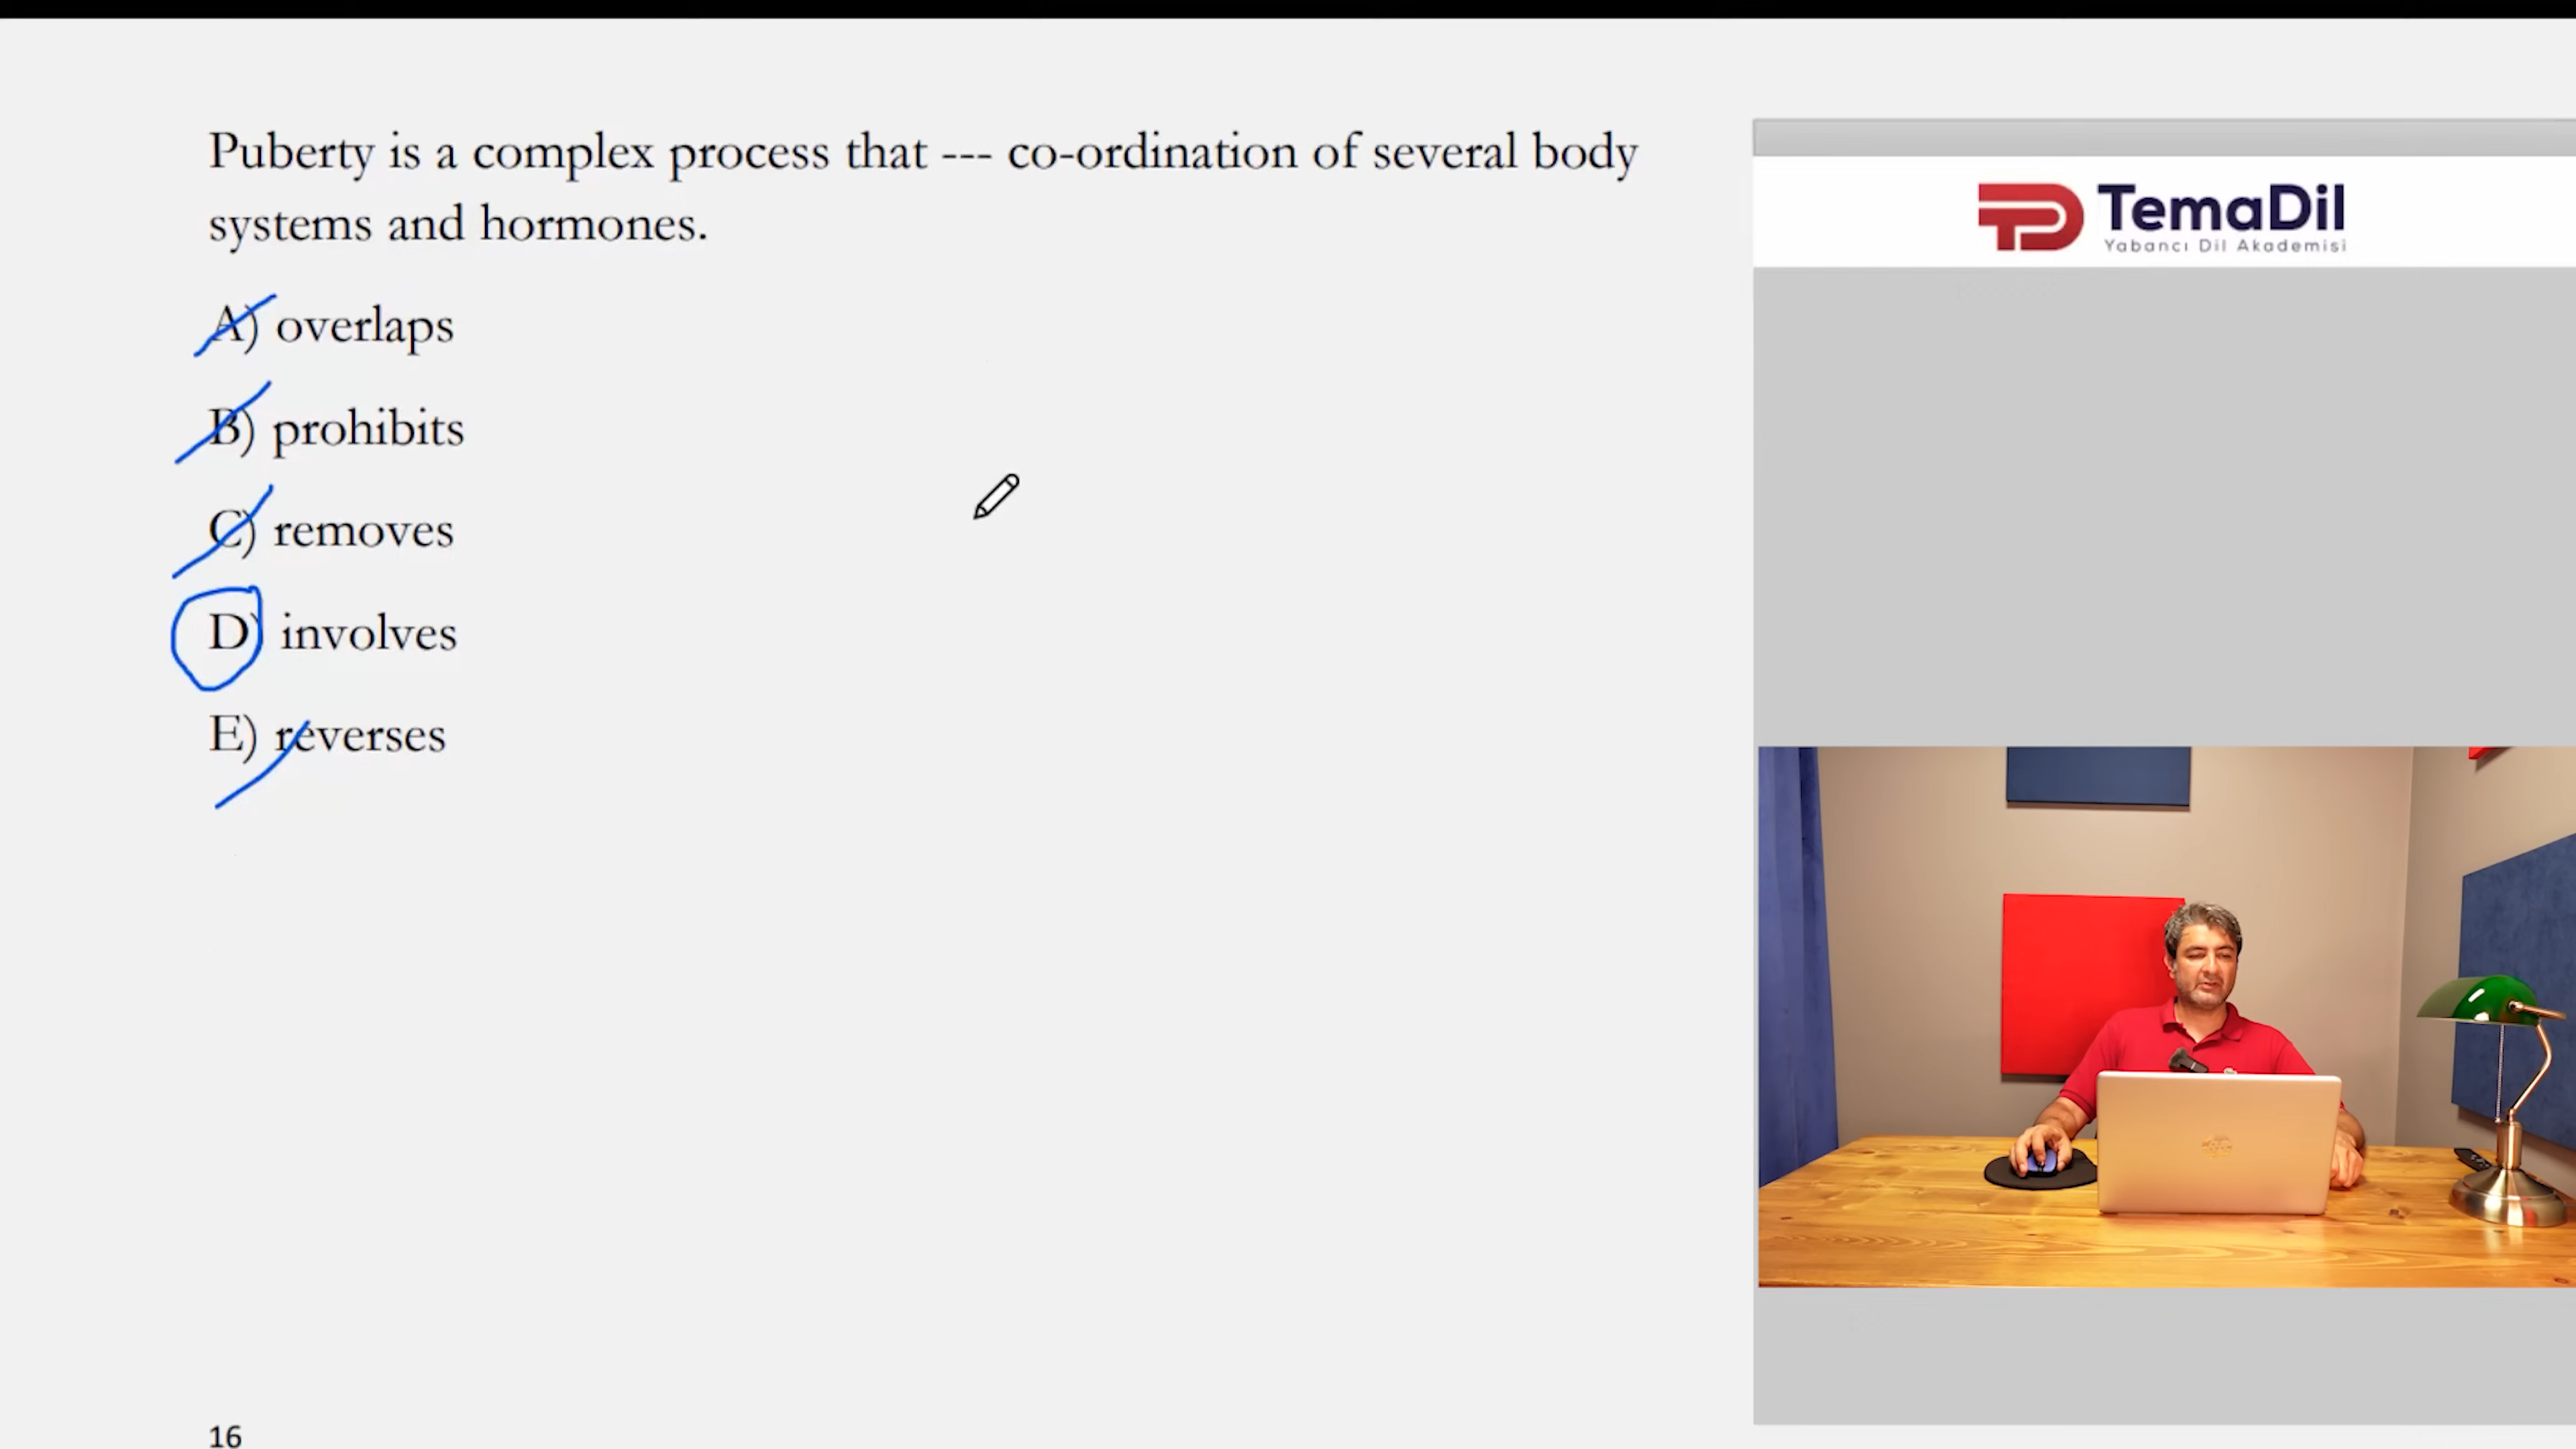 Puberty is a complex process that --- co-ordination of several body
systems and hormones.
A) overlaps
B) prohibits
C) removes
D) involves
E) reverses
16
TemaDil
Yabancı Dil Akademisi